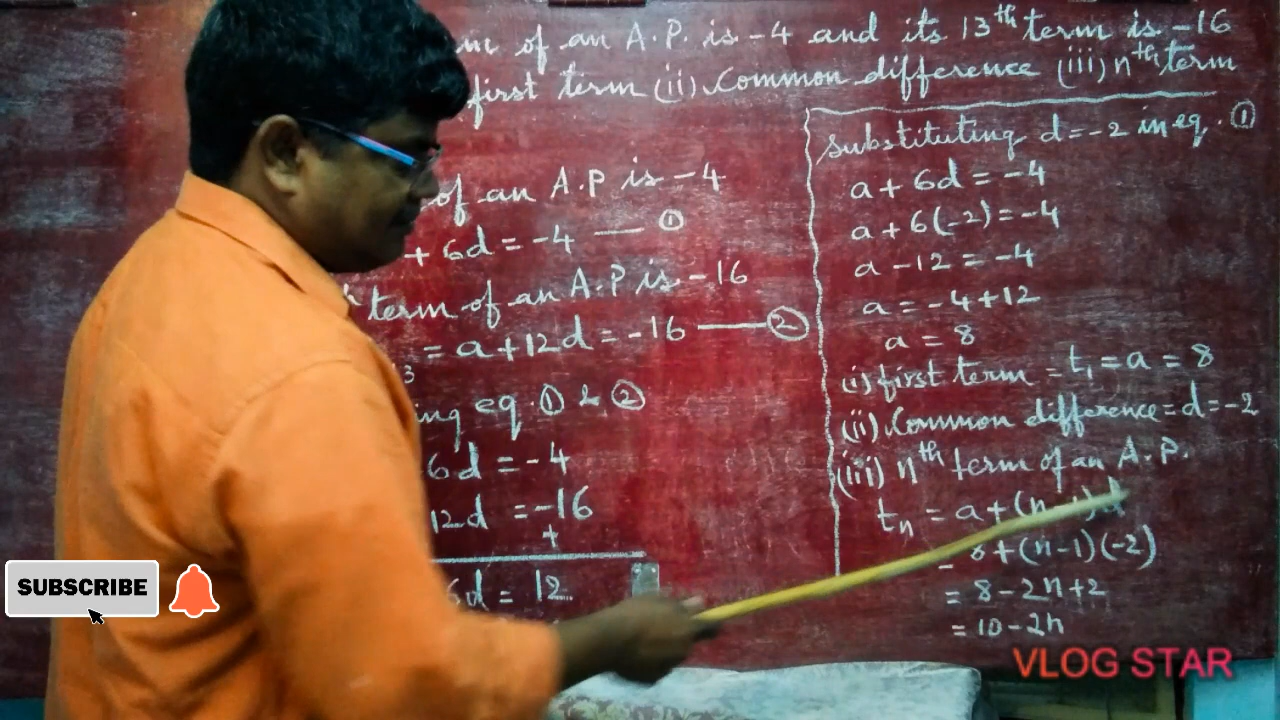 of an A.P. is -4 and its 13th term is -16
first term (ii) Common difference (iii) nth term
of an A.P is -4
+ 6d = -4 — ①
term of an A.P is -16
= a+12d = -16 — ②
3
ing eq. ① & ②
6d = -4
12d = -16
+
6d = 12
Substituting d=-2 in eq. ①
a + 6d = -4
a + 6(-2) = -4
a - 12 = -4
a = -4+12
a = 8
(i) first term = t1 = a = 8
(ii) Common difference = d = -2
(iii) nth term of an A.P.
tn = a+(n-1)d
= 8+(n-1)(-2)
= 8-2n+2
= 10-2n
SUBSCRIBE
VLOG STAR